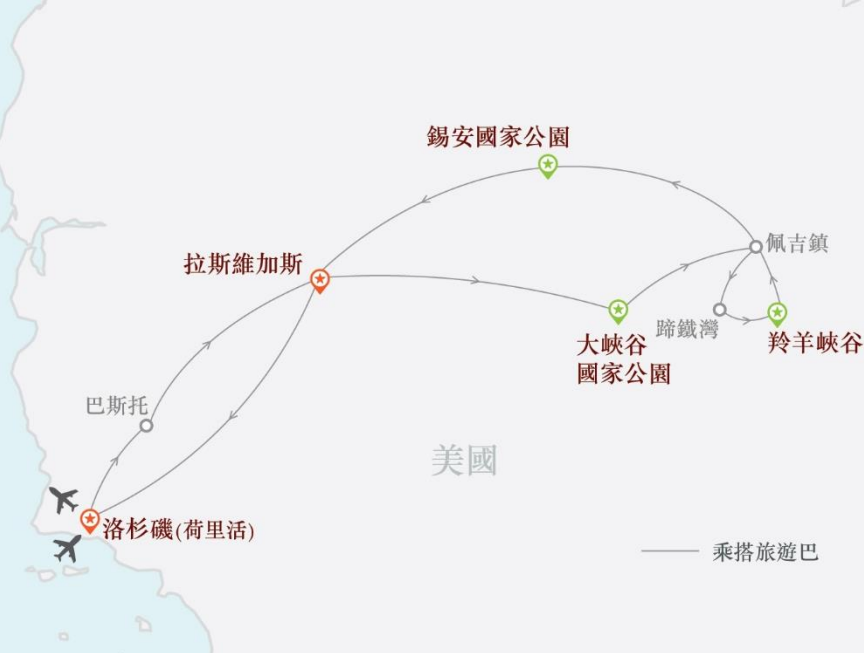 錫安國家公園
佩吉鎮
拉斯維加斯
蹄鐵灣
羚羊峽谷
大峽谷
國家公園
巴斯托
美國
洛杉磯(荷里活)
乘搭旅遊巴